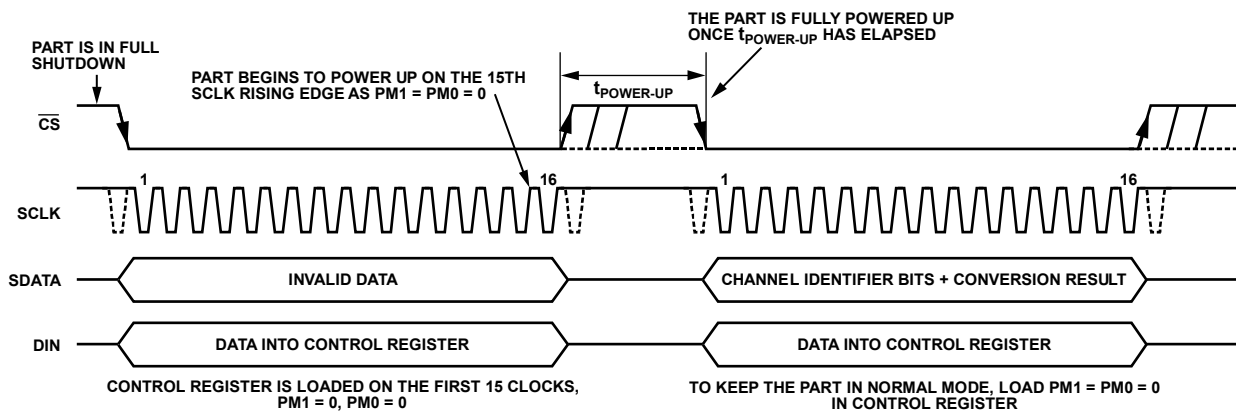 THE PART IS FULLY POWERED UP
ONCE tPOWER-UP HAS ELAPSED
PART IS IN FULL
SHUTDOWN
PART BEGINS TO POWER UP ON THE 15TH
SCLK RISING EDGE AS PM1 = PM0 = 0
tPOWER-UP
CS
1
16
1
16
SCLK
SDATA
INVALID DATA
CHANNEL IDENTIFIER BITS + CONVERSION RESULT
DIN
DATA INTO CONTROL REGISTER
DATA INTO CONTROL REGISTER
CONTROL REGISTER IS LOADED ON THE FIRST 15 CLOCKS,
PM1 = 0, PM0 = 0
TO KEEP THE PART IN NORMAL MODE, LOAD PM1 = PM0 = 0
IN CONTROL REGISTER